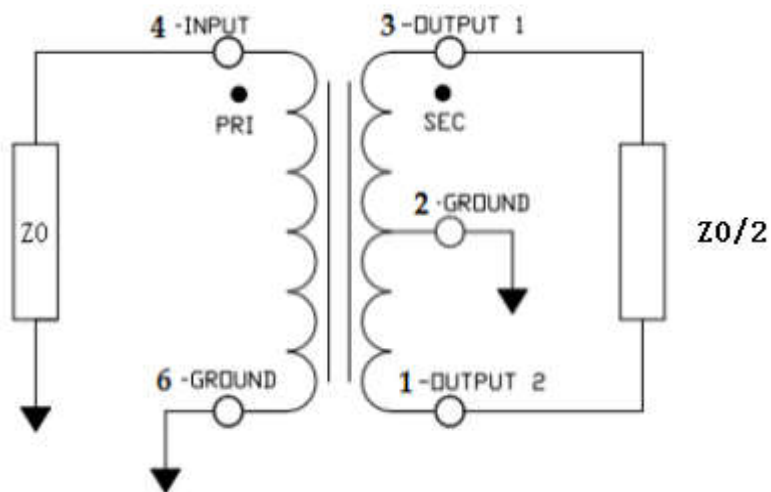 4-INPUT
3-OUTPUT 1
PRI
SEC
2-GROUND
Z0
Z0/2
6-GROUND
1-OUTPUT 2